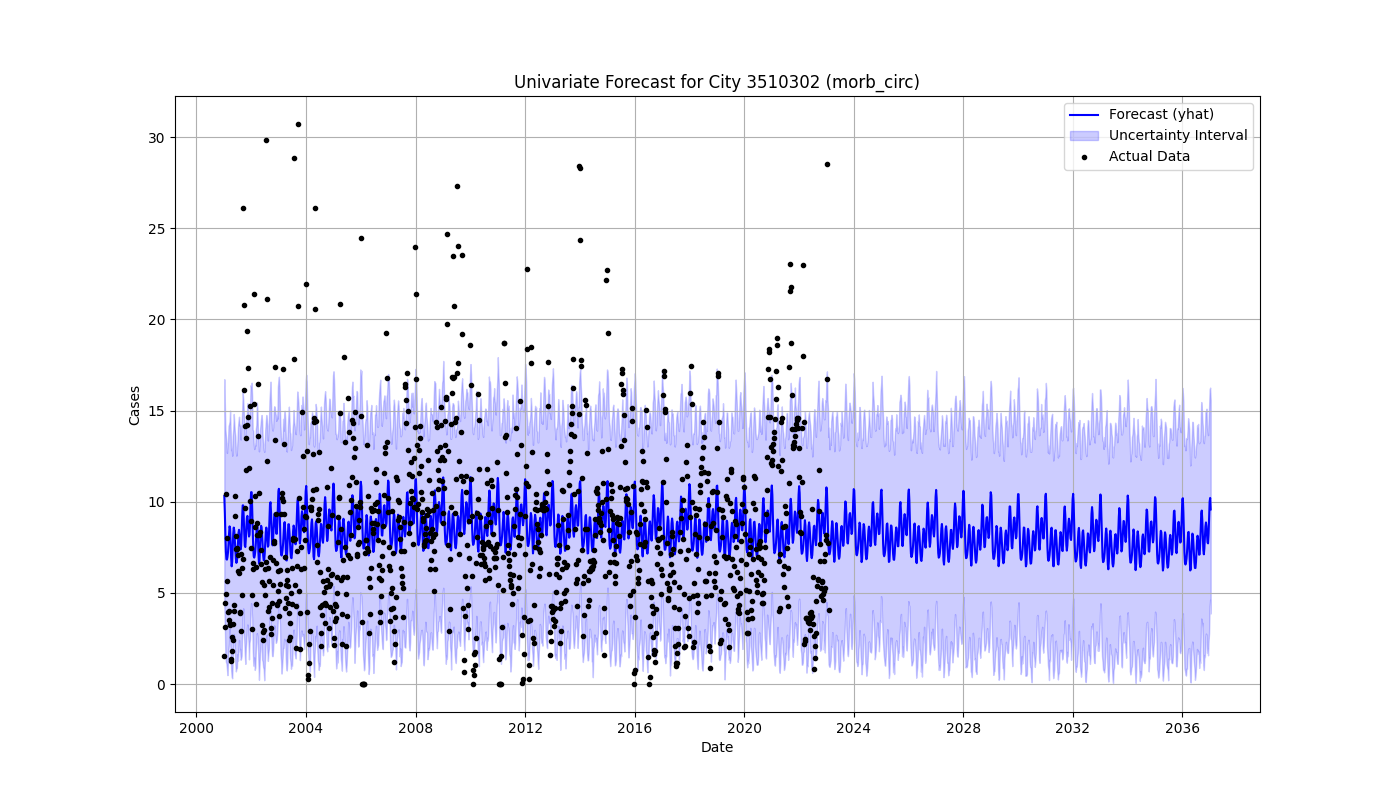 Univariate Forecast for City 3510302 (morb_circ)
Forecast (yhat)
Uncertainty Interval
Actual Data
Cases
30
25
20
15
10
5
0
2000 2004 2008 2012 2016 2020 2024 2028 2032 2036
Date